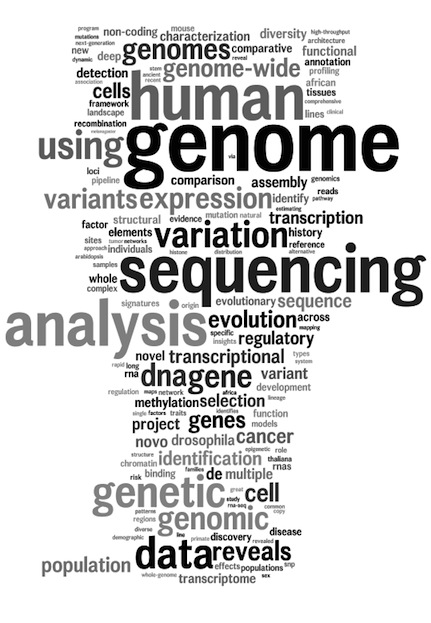 program
mutations
next-generation
non-coding
mouse
characterization
diversity
high-throughput
architecture
new
dynamic
deep
genomes
reveal
comparative
functional
annotation
detection
association
stem
ancient
recent
genome-wide
profiling
african
cells
framework
landscape
human
tissues
comprehensive
lines
clinical
recombination
using
genome
via
loci
pipeline
comparison
assembly
genomics
reads
pathway
variants
expression
identify
estimating
factor
structural
evidence
mutation
natural
transcription
elements
variation
history
sites
tumor
networks
reference
approach
individuals
histone
distribution
alternative
arabidopsis
samples
sequencing
whole
complex
signatures
origin
evolutionary
sequence
analysis
specific
insights
evolution
across
mapping
regulatory
novel
transcriptional
types
system
rapid
long
rna
dna
gene
variant
development
regulation
maps
network
africa
lineage
methylation
selection
single
factors
traits
identifies
function
project
genes
models
novo
drosophila
cancer
epigenetic
role
structure
chromatin
identification
thaliana
rnas
binding
families
risk
de
multiple
genetic
great
study
rna-seq
cell
common
copy
patterns
regions
genomic
diverse
demographic
line
primate
discovery
revealed
disease
data
reveals
population
effects
populations
snp
whole-genome
transcriptome
sex